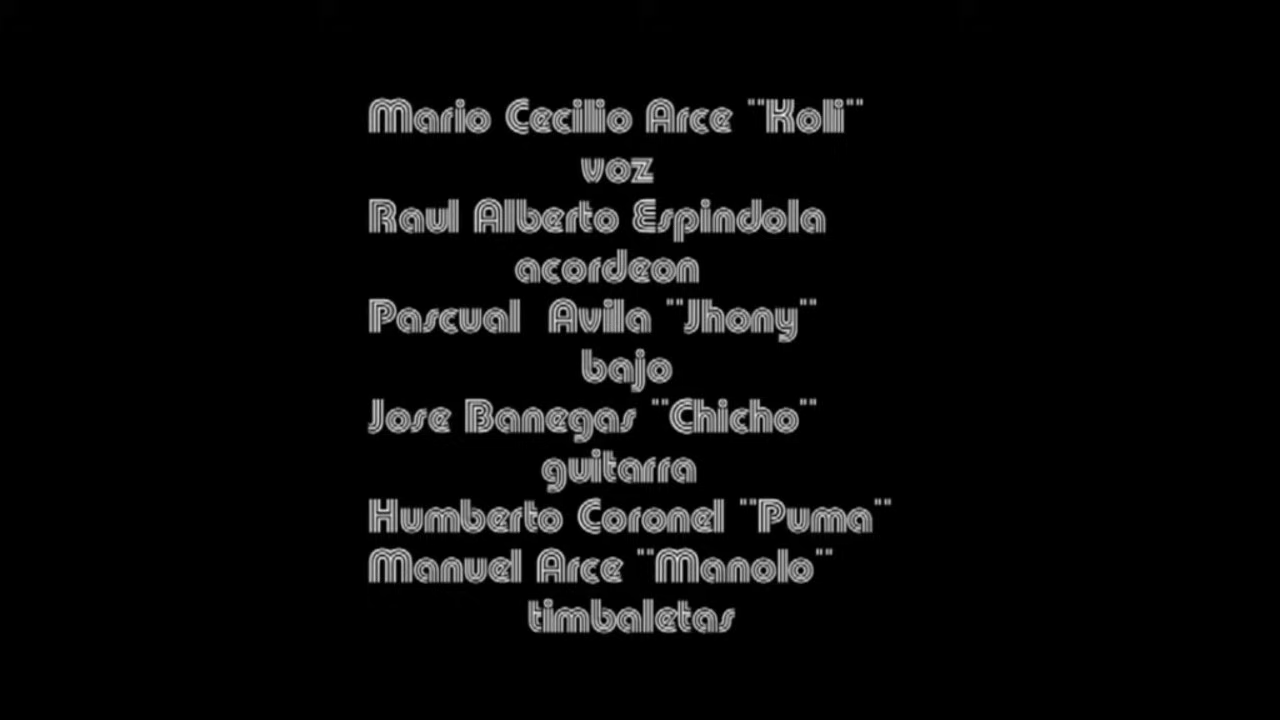 Mario Cecilio Arce ¨Koli¨
voz
Raul Alberto Espindola
acordeon
Pascual Avila ¨Jhony¨
bajo
Jose Banegas ¨Chicho¨
guitarra
Humberto Coronel ¨Puma¨
Manuel Arce ¨Manolo¨
timbaletas